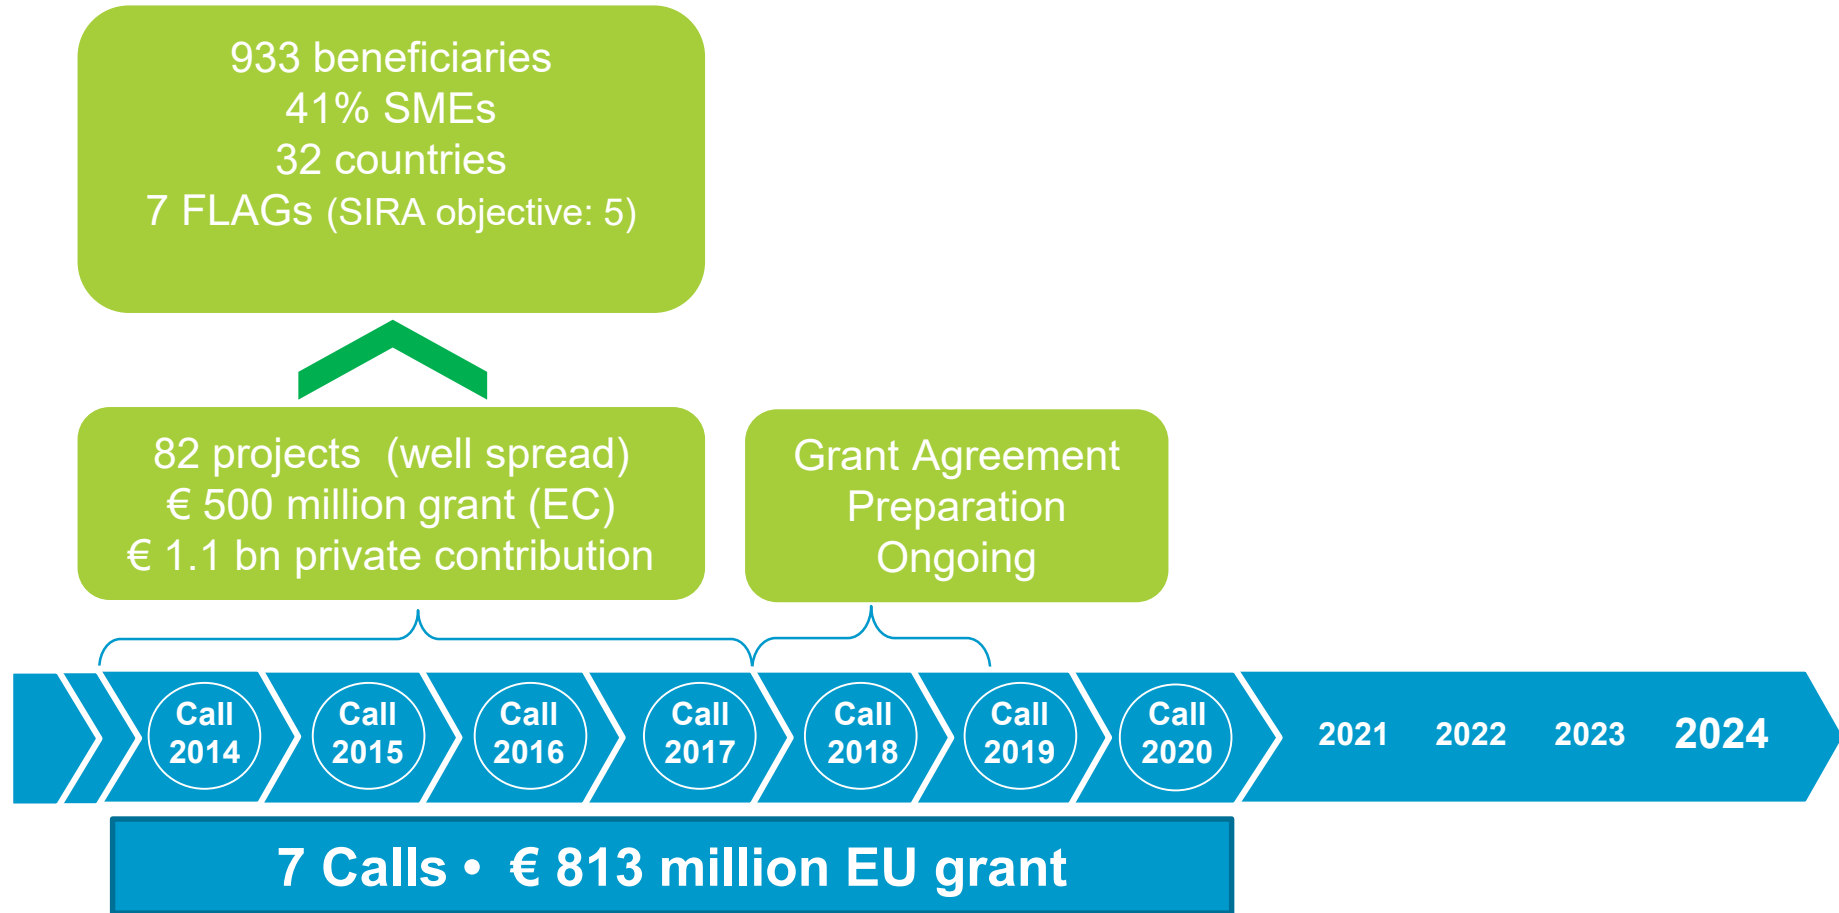 933 beneficiaries
41% SMEs
32 countries
7 FLAGs (SIRA objective: 5)
82 projects  (well spread)
€ 500 million grant (EC)
€ 1.1 bn private contribution
Grant Agreement
Preparation
Ongoing
Call
2014
Call
2015
Call
2016
Call
2017
Call
2018
Call
2019
Call
2020
2021
2022
2023
2024
7 Calls •  € 813 million EU grant